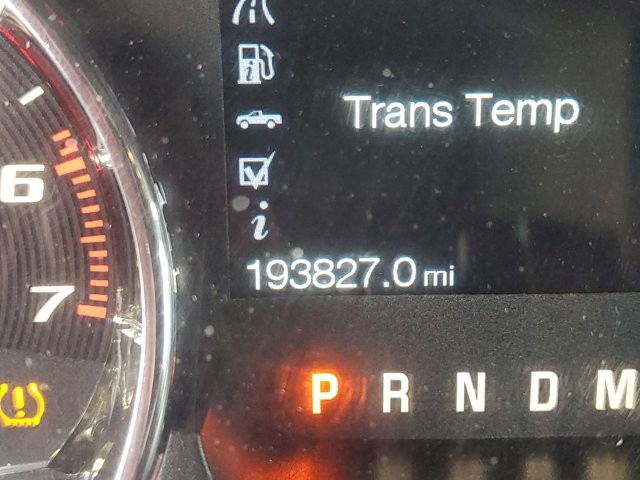 Trans Temp
6
7
193827.0 mi
P R N D M